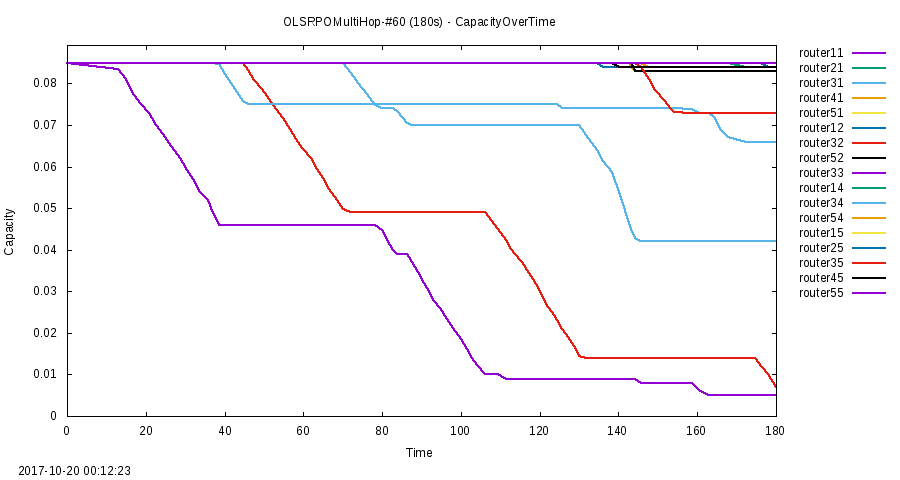 OLSRPOMultiHop-#60 (180s) - CapacityOverTime
router11
router21
router31
router41
router51
router12
router32
router52
router33
router14
router34
router54
router15
router25
router35
router45
router55
0.08
0.07
0.06
0.05
0.04
0.03
0.02
0.01
0
Capacity
0 20 40 60 80 100 120 140 160 180
Time
2017-10-20 00:12:23